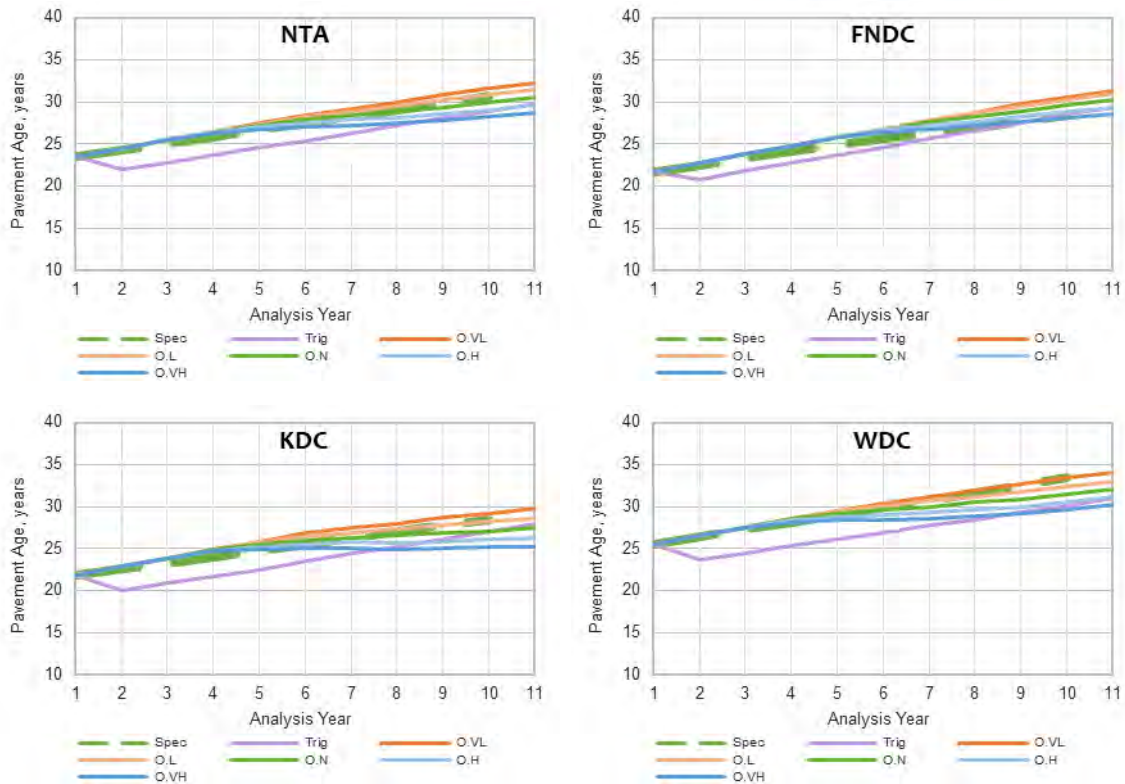 NTA
40
35
30
25
20
15
10
Pavement Age, years
1 2 3 4 5 6 7 8 9 10 11
Analysis Year
Spec Trig O.VL
O.L O.N O.H
O.VH
FNDC
40
35
30
25
20
15
10
Pavement Age, years
1 2 3 4 5 6 7 8 9 10 11
Analysis Year
Spec Trig O.VL
O.L O.N O.H
O.VH
KDC
40
35
30
25
20
15
10
Pavement Age, years
1 2 3 4 5 6 7 8 9 10 11
Analysis Year
Spec Trig O.VL
O.L O.N O.H
O.VH
WDC
40
35
30
25
20
15
10
Pavement Age, years
1 2 3 4 5 6 7 8 9 10 11
Analysis Year
Spec Trig O.VL
O.L O.N O.H
O.VH